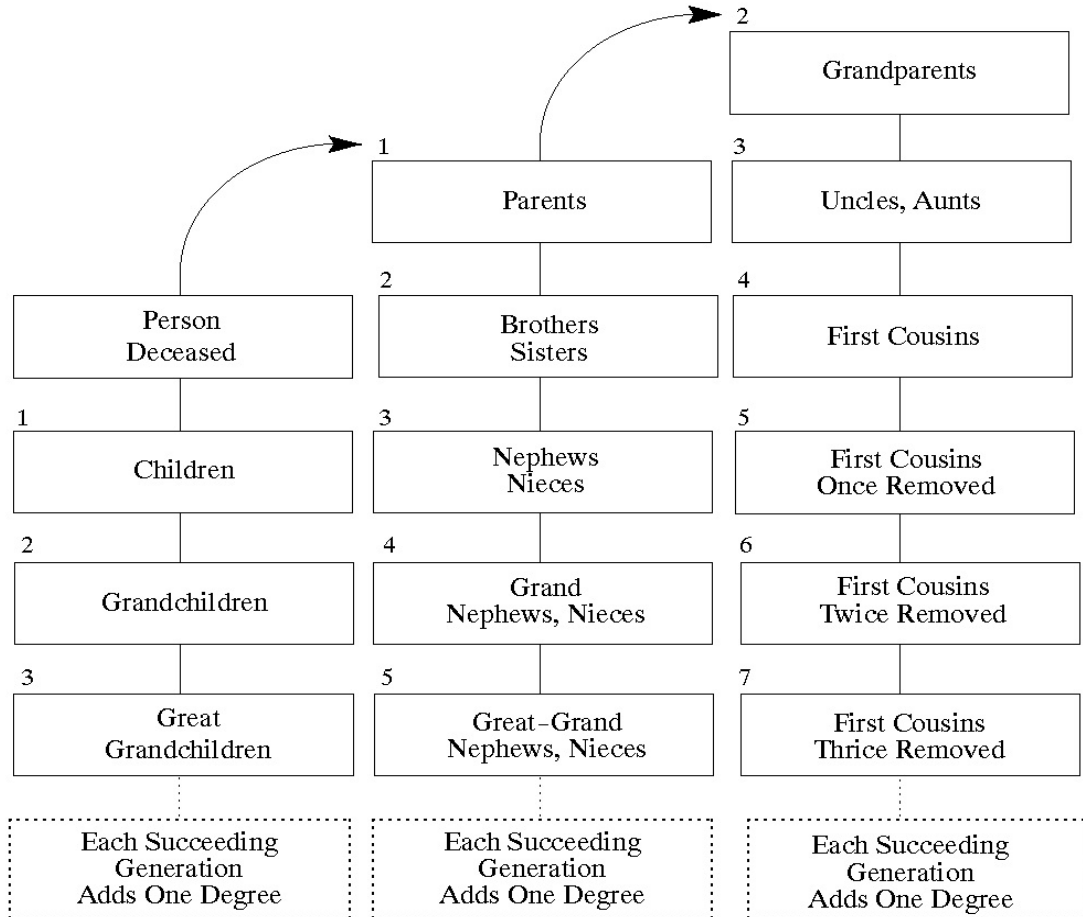 2
Grandparents
1
3
Parents
Uncles, Aunts
2
4
Person
Deceased
Brothers
Sisters
First Cousins
1
3
5
Children
Nephews
Nieces
First Cousins
Once Removed
2
4
6
Grandchildren
Grand
Nephews, Nieces
First Cousins
Twice Removed
3
5
7
Great
Grandchildren
Great-Grand
Nephews, Nieces
First Cousins
Thrice Removed
Each Succeeding
Generation
Adds One Degree
Each Succeeding
Generation
Adds One Degree
Each Succeeding
Generation
Adds One Degree